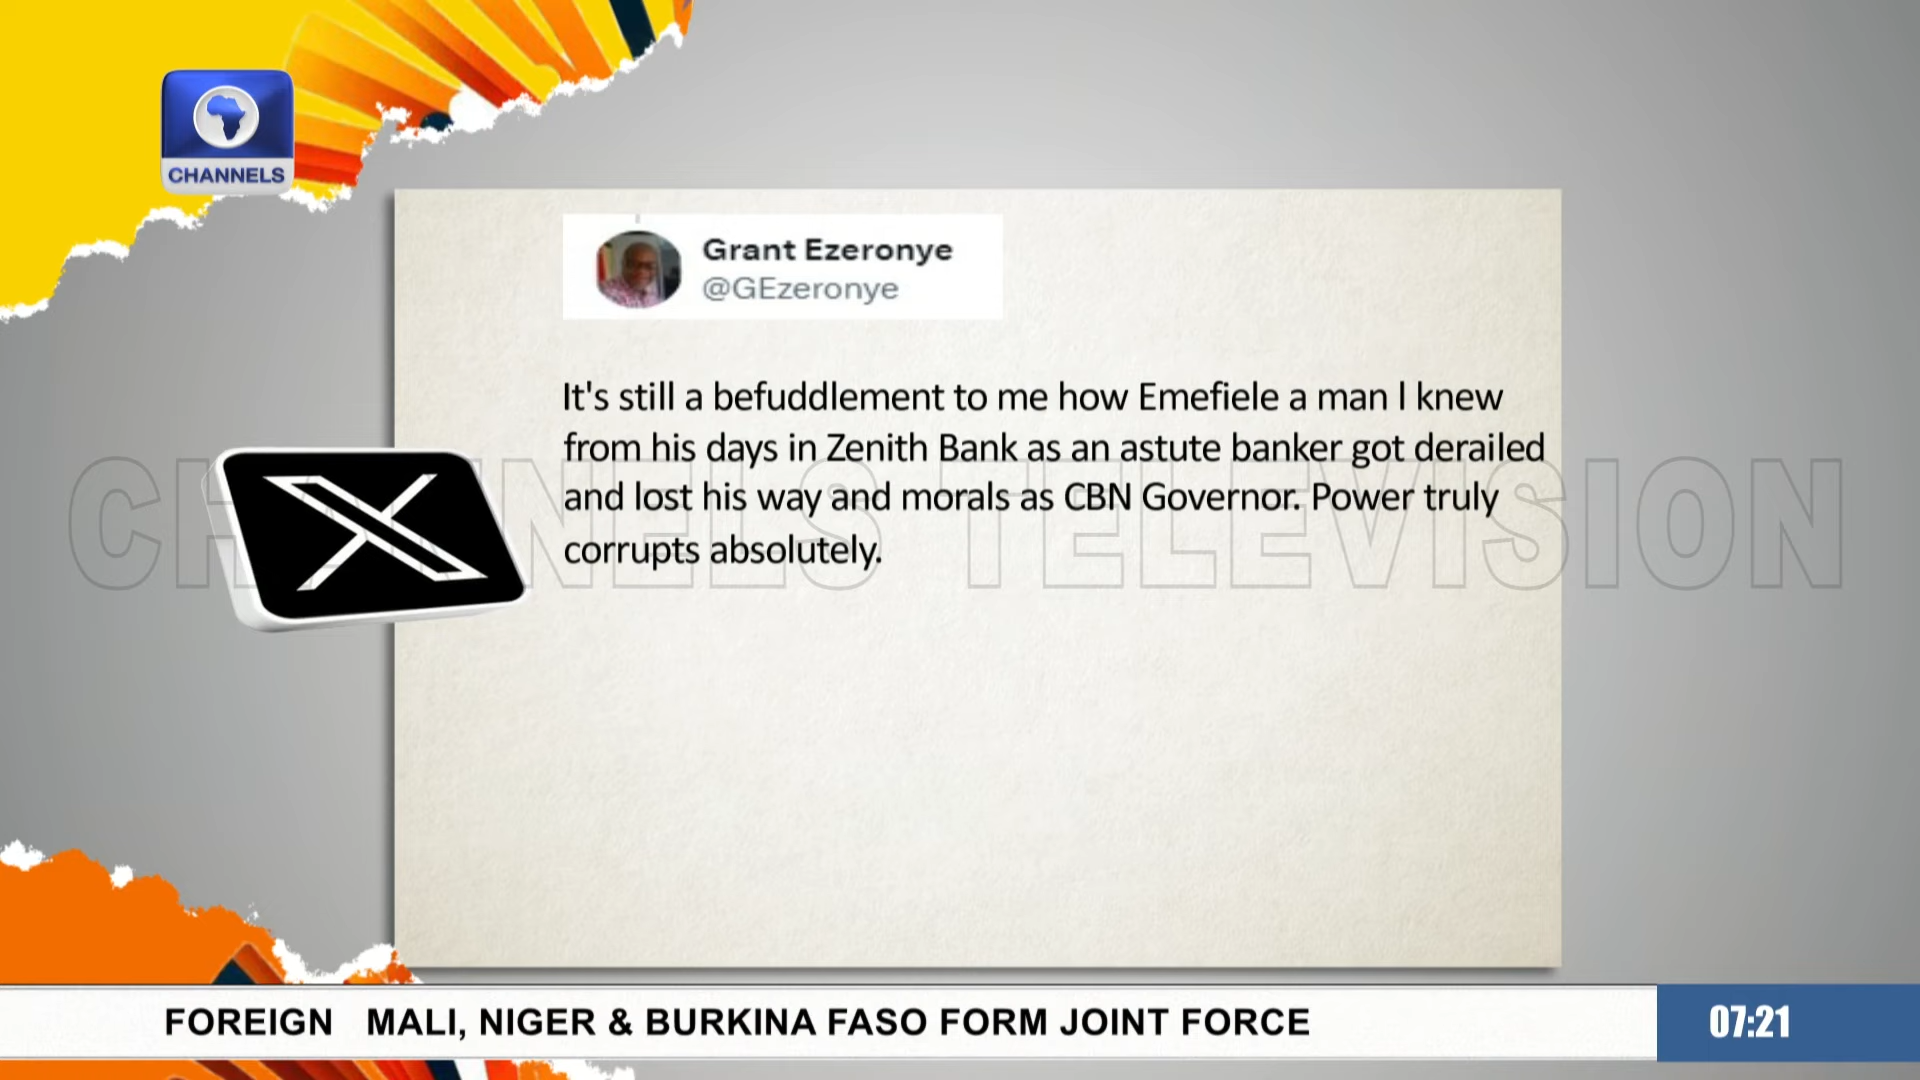 CHANNELS
Grant Ezeronye
@GEzeronye
It's still a befuddlement to me how Emefiele a man I knew
from his days in Zenith Bank as an astute banker got derailed
and lost his way and morals as CBN Governor. Power truly
corrupts absolutely.
CHANNELS TELEVISION
FOREIGN MALI, NIGER & BURKINA FASO FORM JOINT FORCE
07:21